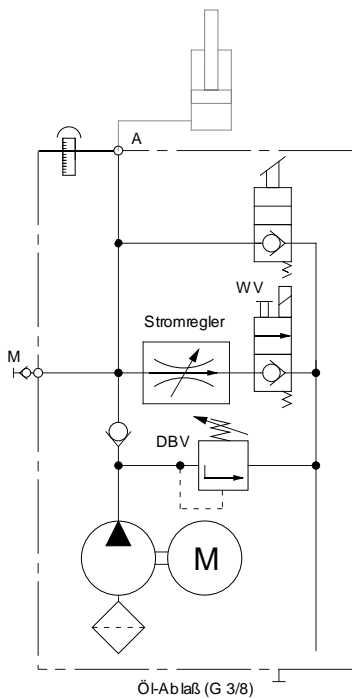 A
WV
Stromregler
M
DBV
M
Öl-Ablaß (G 3/8)